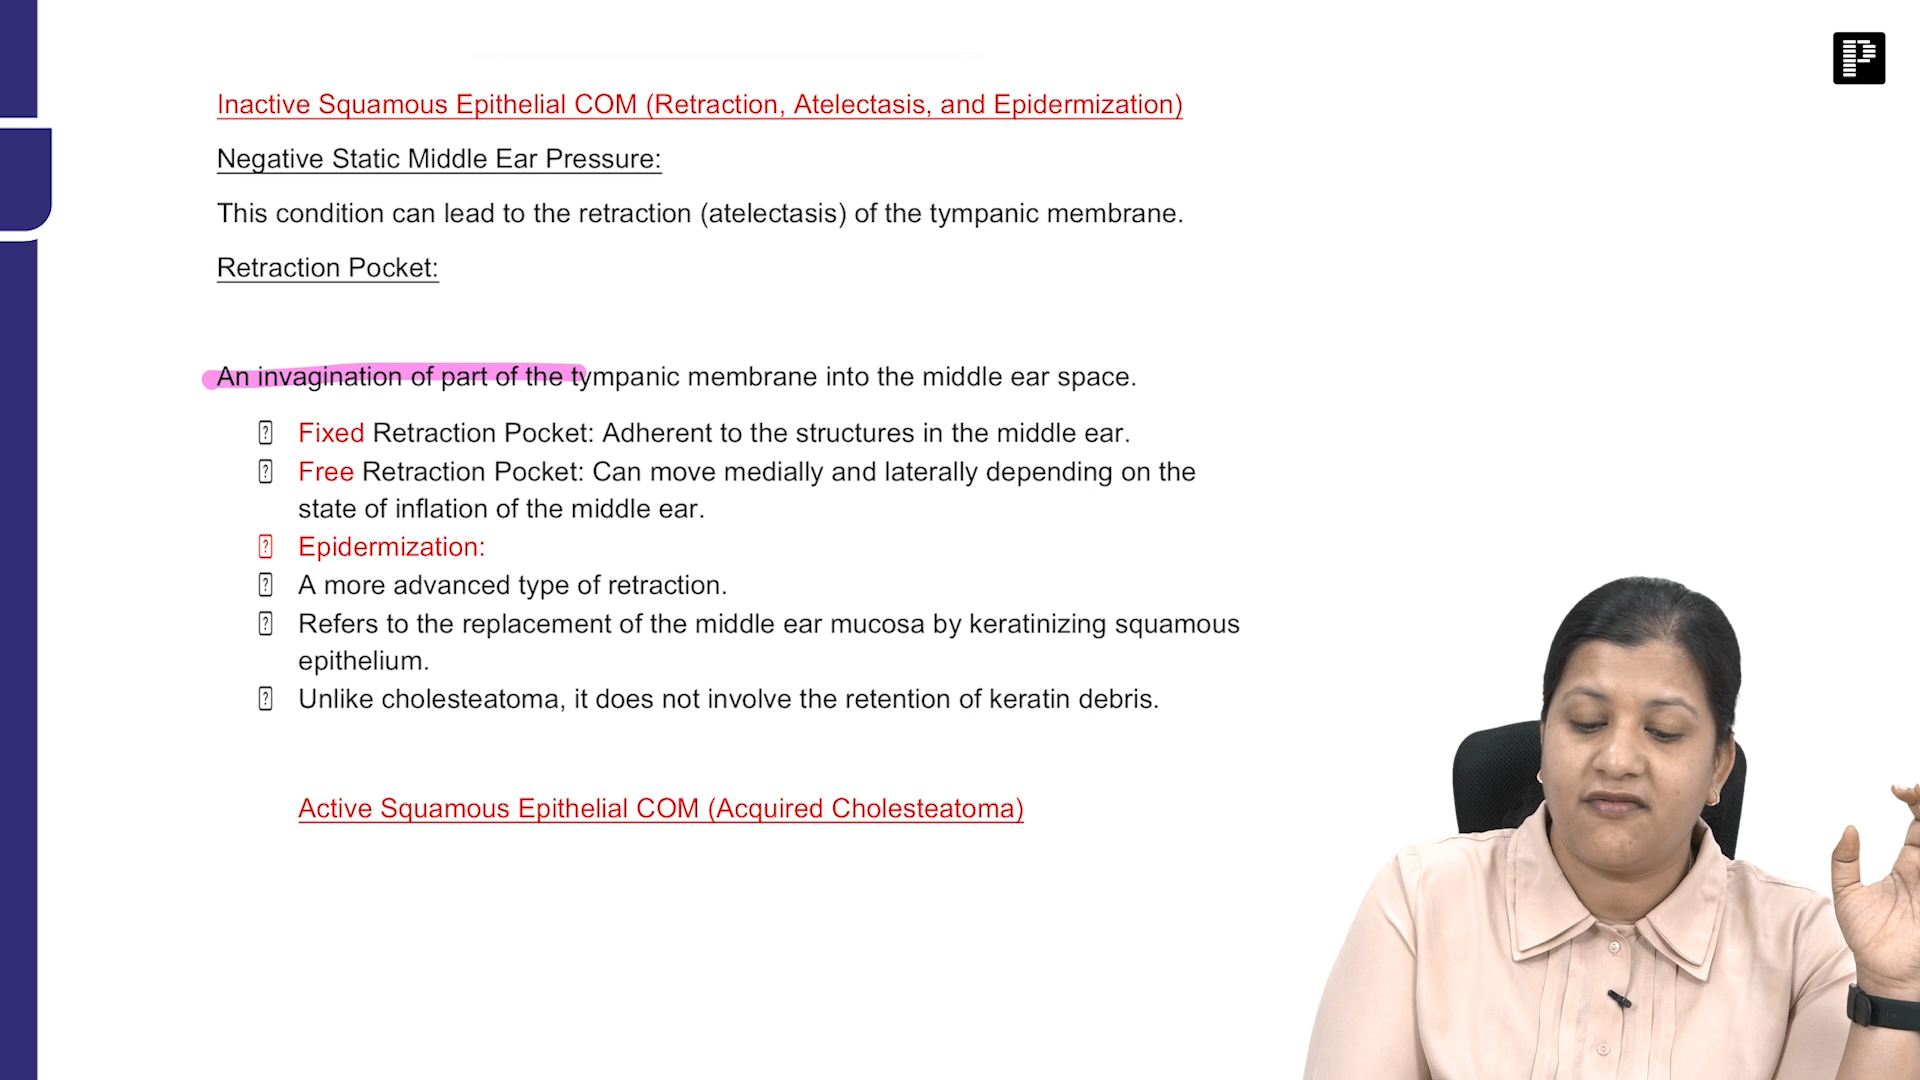 Inactive Squamous Epithelial COM (Retraction, Atelectasis, and Epidermization)
Negative Static Middle Ear Pressure:
This condition can lead to the retraction (atelectasis) of the tympanic membrane.
Retraction Pocket:
An invagination of part of the tympanic membrane into the middle ear space.
Fixed Retraction Pocket: Adherent to the structures in the middle ear.
Free Retraction Pocket: Can move medially and laterally depending on the
state of inflation of the middle ear.
Epidermization:
A more advanced type of retraction.
Refers to the replacement of the middle ear mucosa by keratinizing squamous
epithelium.
Unlike cholesteatoma, it does not involve the retention of keratin debris.
Active Squamous Epithelial COM (Acquired Cholesteatoma)